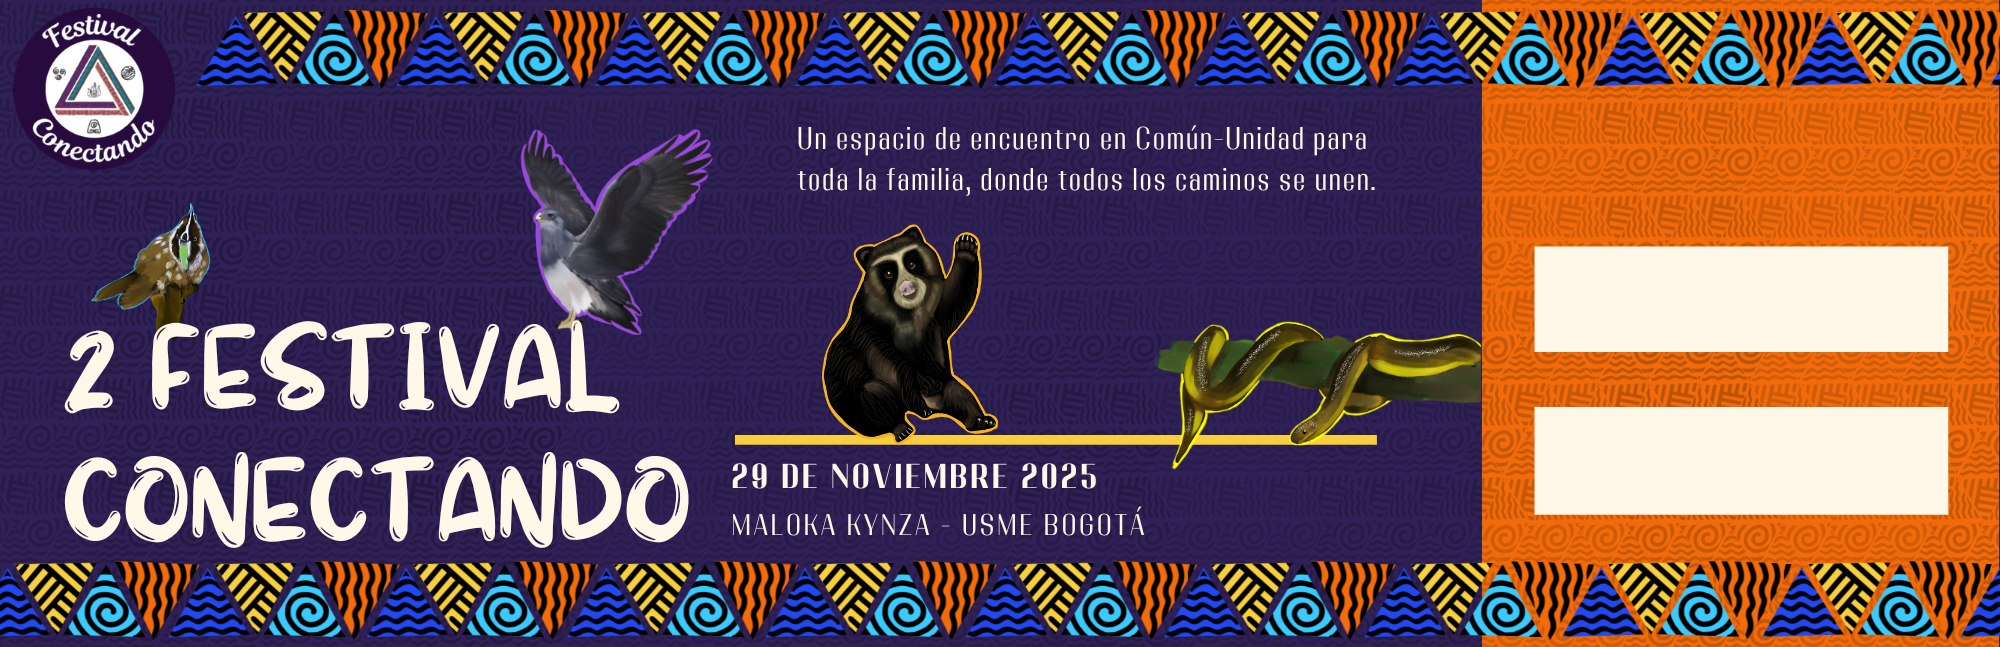 Festival
Conectando
Un espacio de encuentro en Común-Unidad para
toda la familia, donde todos los caminos se unen.
2 FESTIVAL
CONECTANDO
29 DE NOVIEMBRE 2025
MALOKA KYNZA - USME BOGOTÁ